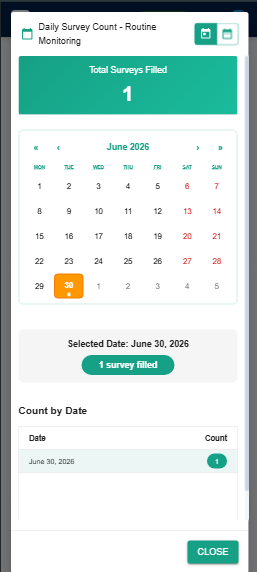 Daily Survey Count - Routine
Monitoring
Total Surveys Filled
1
« ‹ June 2026 › »
MON TUE WED THU FRI SAT SUN
1 2 3 4 5 6 7
8 9 10 11 12 13 14
15 16 17 18 19 20 21
22 23 24 25 26 27 28
29 30 1 2 3 4 5
Selected Date: June 30, 2026
1 survey filled
Count by Date
Date Count
June 30, 2026 1
CLOSE